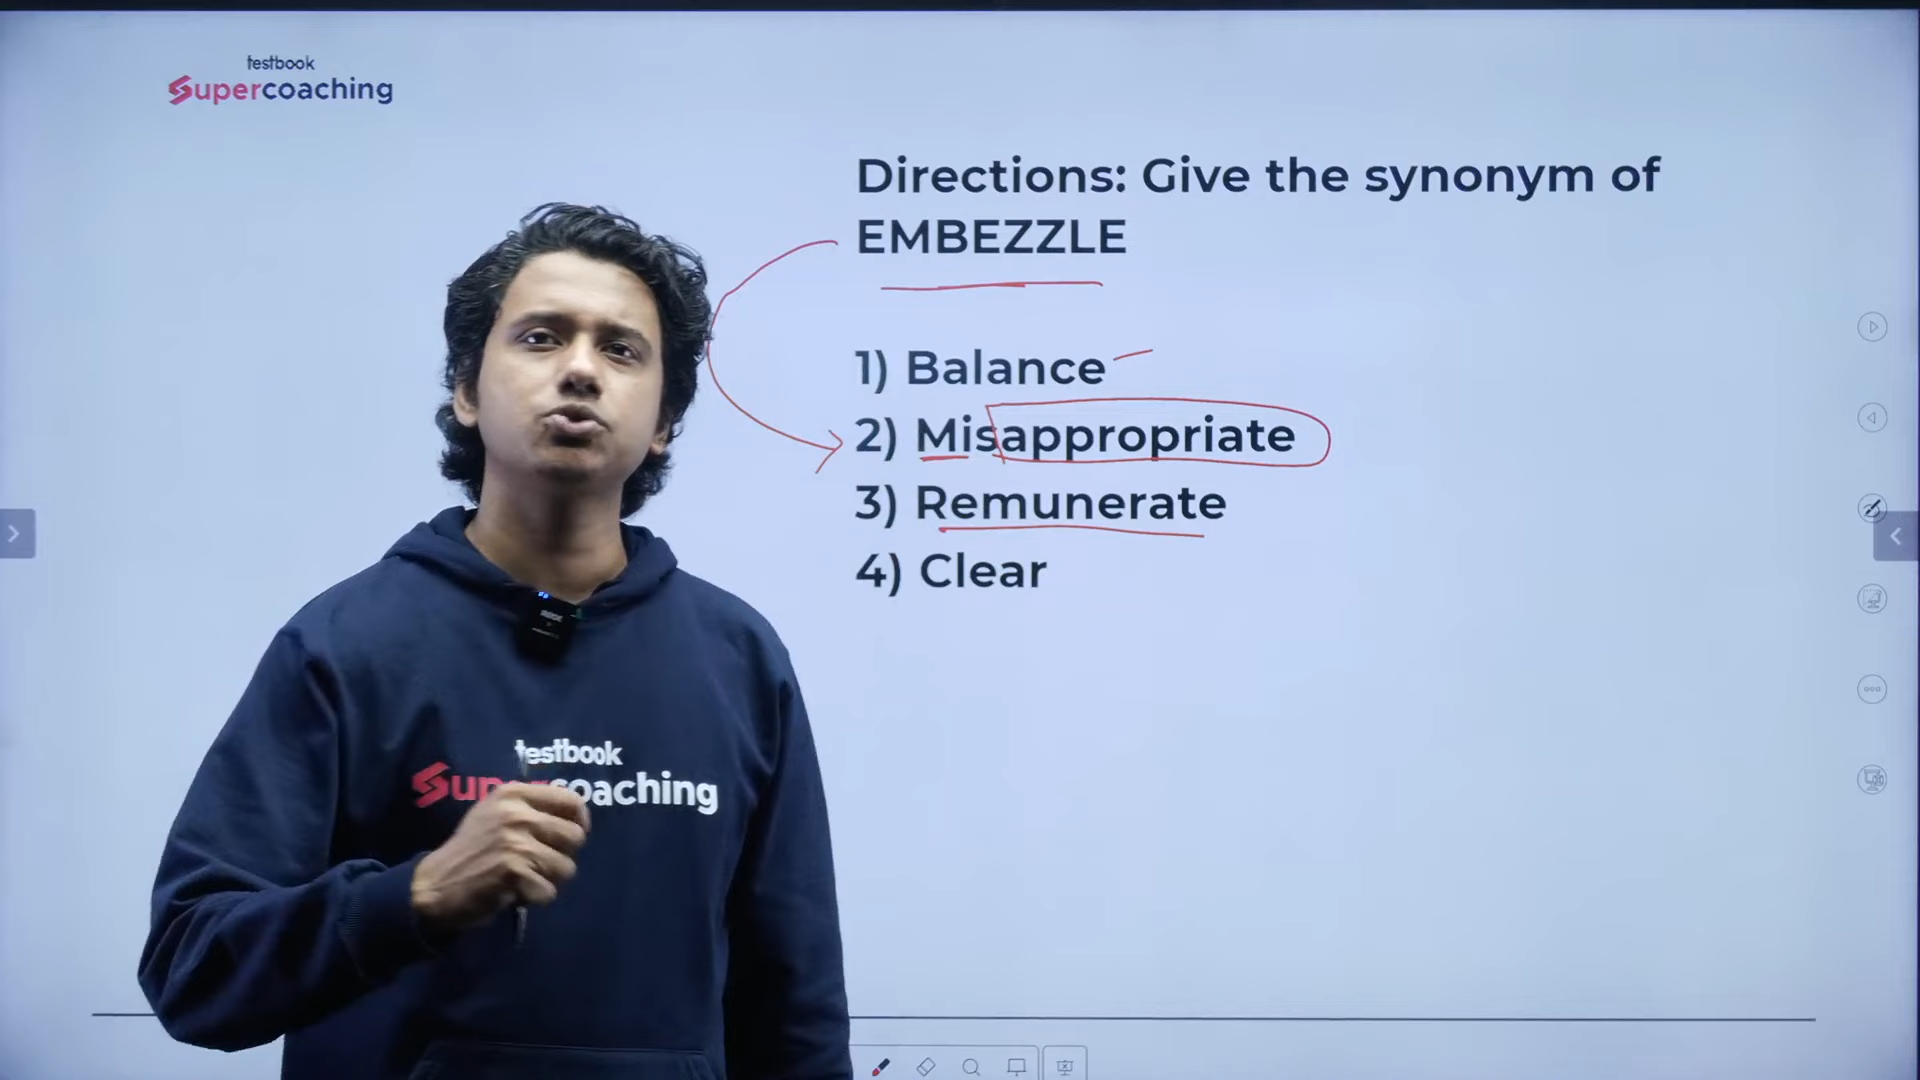 testbook
Supercoaching
Directions: Give the synonym of
EMBEZZLE
1) Balance
2) Misappropriate
3) Remunerate
4) Clear
testbook
Supercoaching